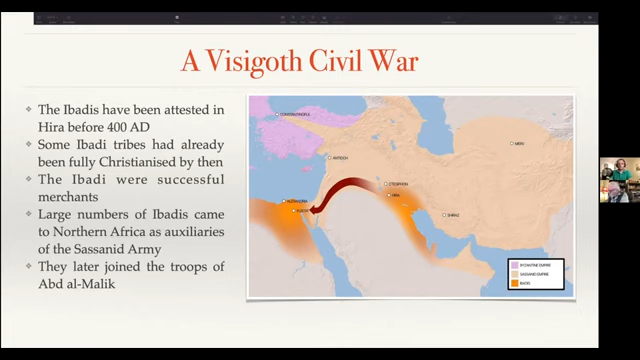 A Visigoth Civil War
The Ibadis have been attested in
Hira before 400 AD
Some Ibadi tribes had already
been fully Christianised by then
The Ibadi were successful
merchants
Large numbers of Ibadis came
to Northern Africa as auxiliaries
of the Sassanid Army
They later joined the troops of
Abd al-Malik
CONSTANTINOPLE
ANTIOCH
MERV
CTESIPHON
HIRA
ALEXANDRIA
SHIRAZ
BYZANTINE EMPIRE
SASSANID EMPIRE
IBADIS